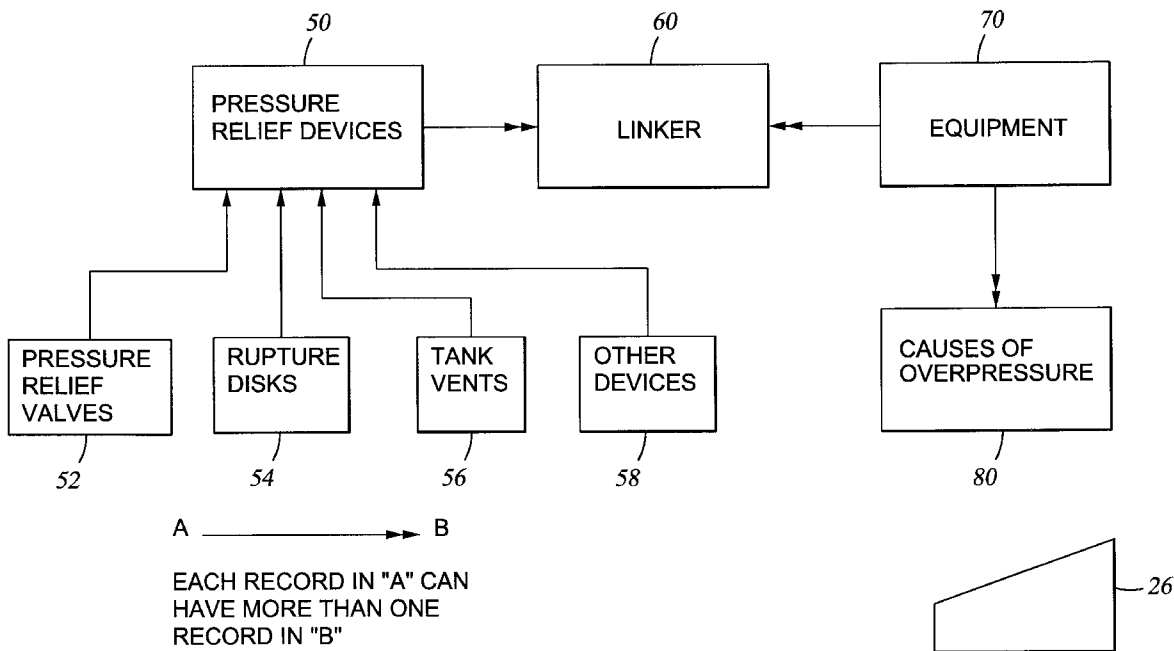 50
60
70
PRESSURE
RELIEF DEVICES
LINKER
EQUIPMENT
PRESSURE
RELIEF
VALVES
RUPTURE
DISKS
TANK
VENTS
OTHER
DEVICES
CAUSES OF
OVERPRESSURE
52
54
56
58
80
A
B
EACH RECORD IN "A" CAN
HAVE MORE THAN ONE
RECORD IN "B"
26